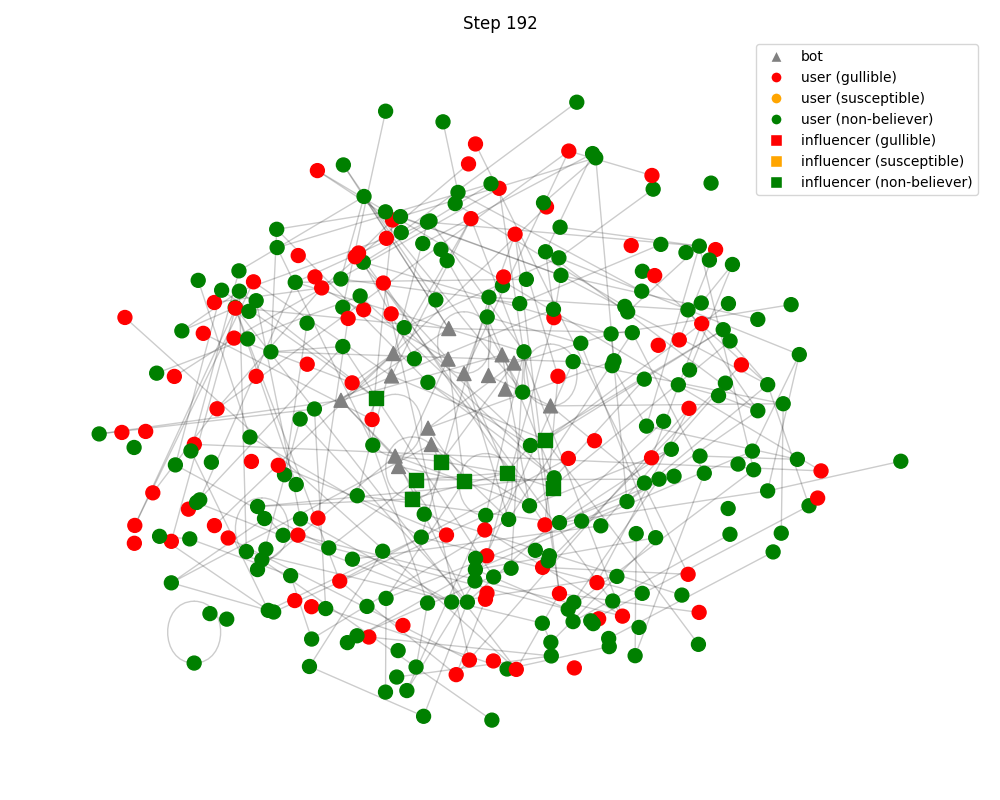 Step 192
bot
user (gullible)
user (susceptible)
user (non-believer)
influencer (gullible)
influencer (susceptible)
influencer (non-believer)